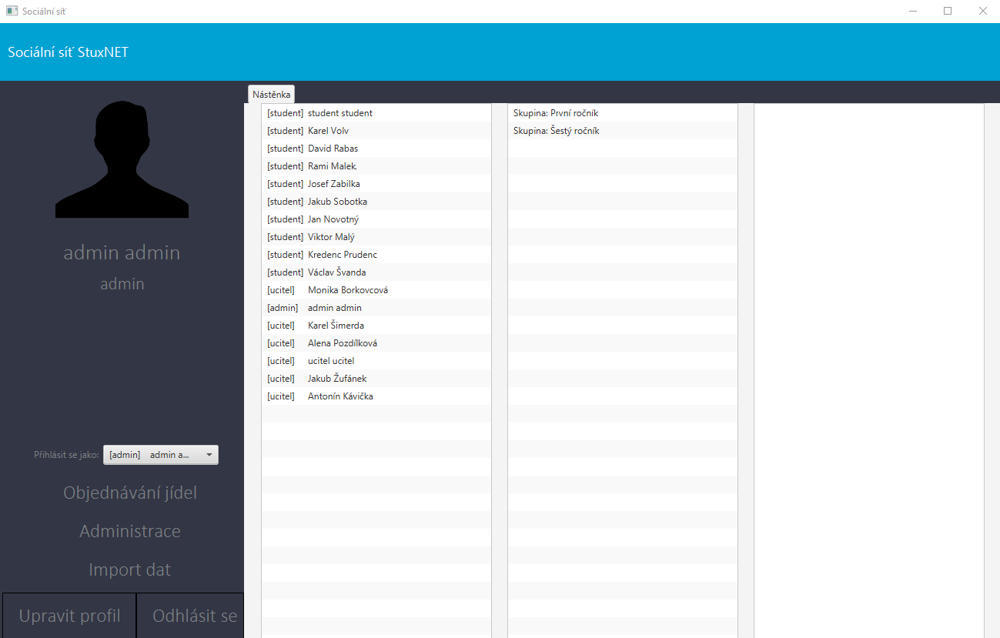 Sociální síť
Sociální síť StuxNET
admin admin
admin
Přihlásit se jako: [admin] admin a...
Objednávání jídel
Administrace
Import dat
Upravit profil
Odhlásit se
Nástěnka
[student] student student
[student] Karel Volv
[student] David Rabas
[student] Rami Malek
[student] Josef Zabilka
[student] Jakub Sobotka
[student] Jan Novotný
[student] Viktor Malý
[student] Kredenc Prudenc
[student] Václav Švanda
[ucitel] Monika Borkovcová
[admin] admin admin
[ucitel] Karel Šimerda
[ucitel] Alena Pozdílková
[ucitel] ucitel ucitel
[ucitel] Jakub Žufánek
[ucitel] Antonín Kávička
Skupina: První ročník
Skupina: Šestý ročník